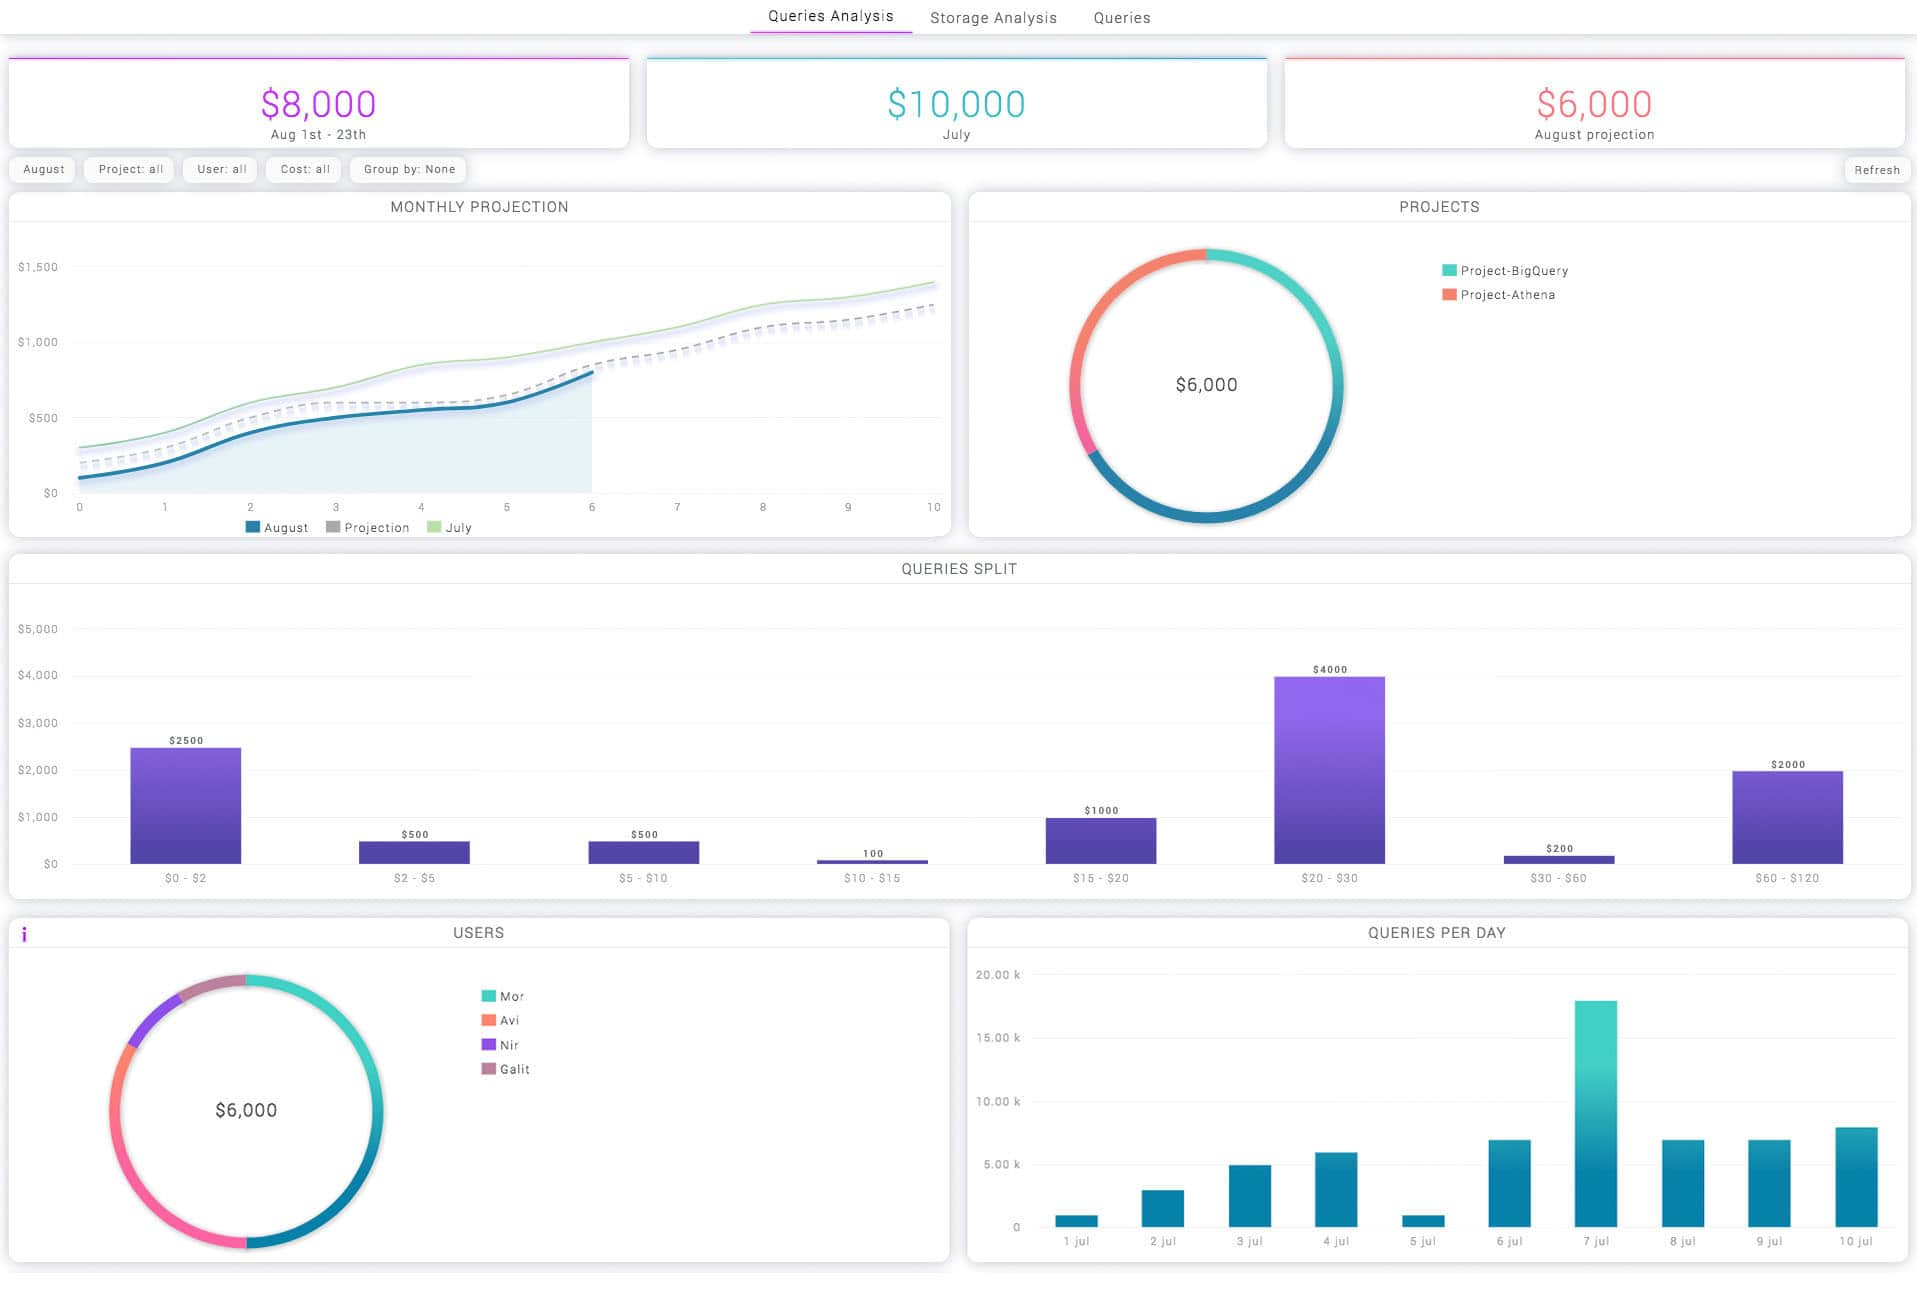 Queries Analysis Storage Analysis Queries
$8,000
Aug 1st - 23th
$10,000
July
$6,000
August projection
August Project: all User: all Cost: all Group by: None Refresh
MONTHLY PROJECTION
$1,500
$1,000
$500
$0
0 1 2 3 4 5 6 7 8 9 10
August Projection July
PROJECTS
$6,000
Project-BigQuery
Project-Athena
QUERIES SPLIT
$5,000
$4,000
$3,000
$2,000
$1,000
$0
$2500 $500 $500 100 $1000 $4000 $200 $2000
$0 - $2 $2 - $5 $5 - $10 $10 - $15 $15 - $20 $20 - $30 $30 - $60 $60 - $120
i
USERS
$6,000
Mor
Avi
Nir
Galit
QUERIES PER DAY
20.00 k
15.00 k
10.00 k
5.00 k
0
1 jul 2 jul 3 jul 4 jul 5 jul 6 jul 7 jul 8 jul 9 jul 10 jul